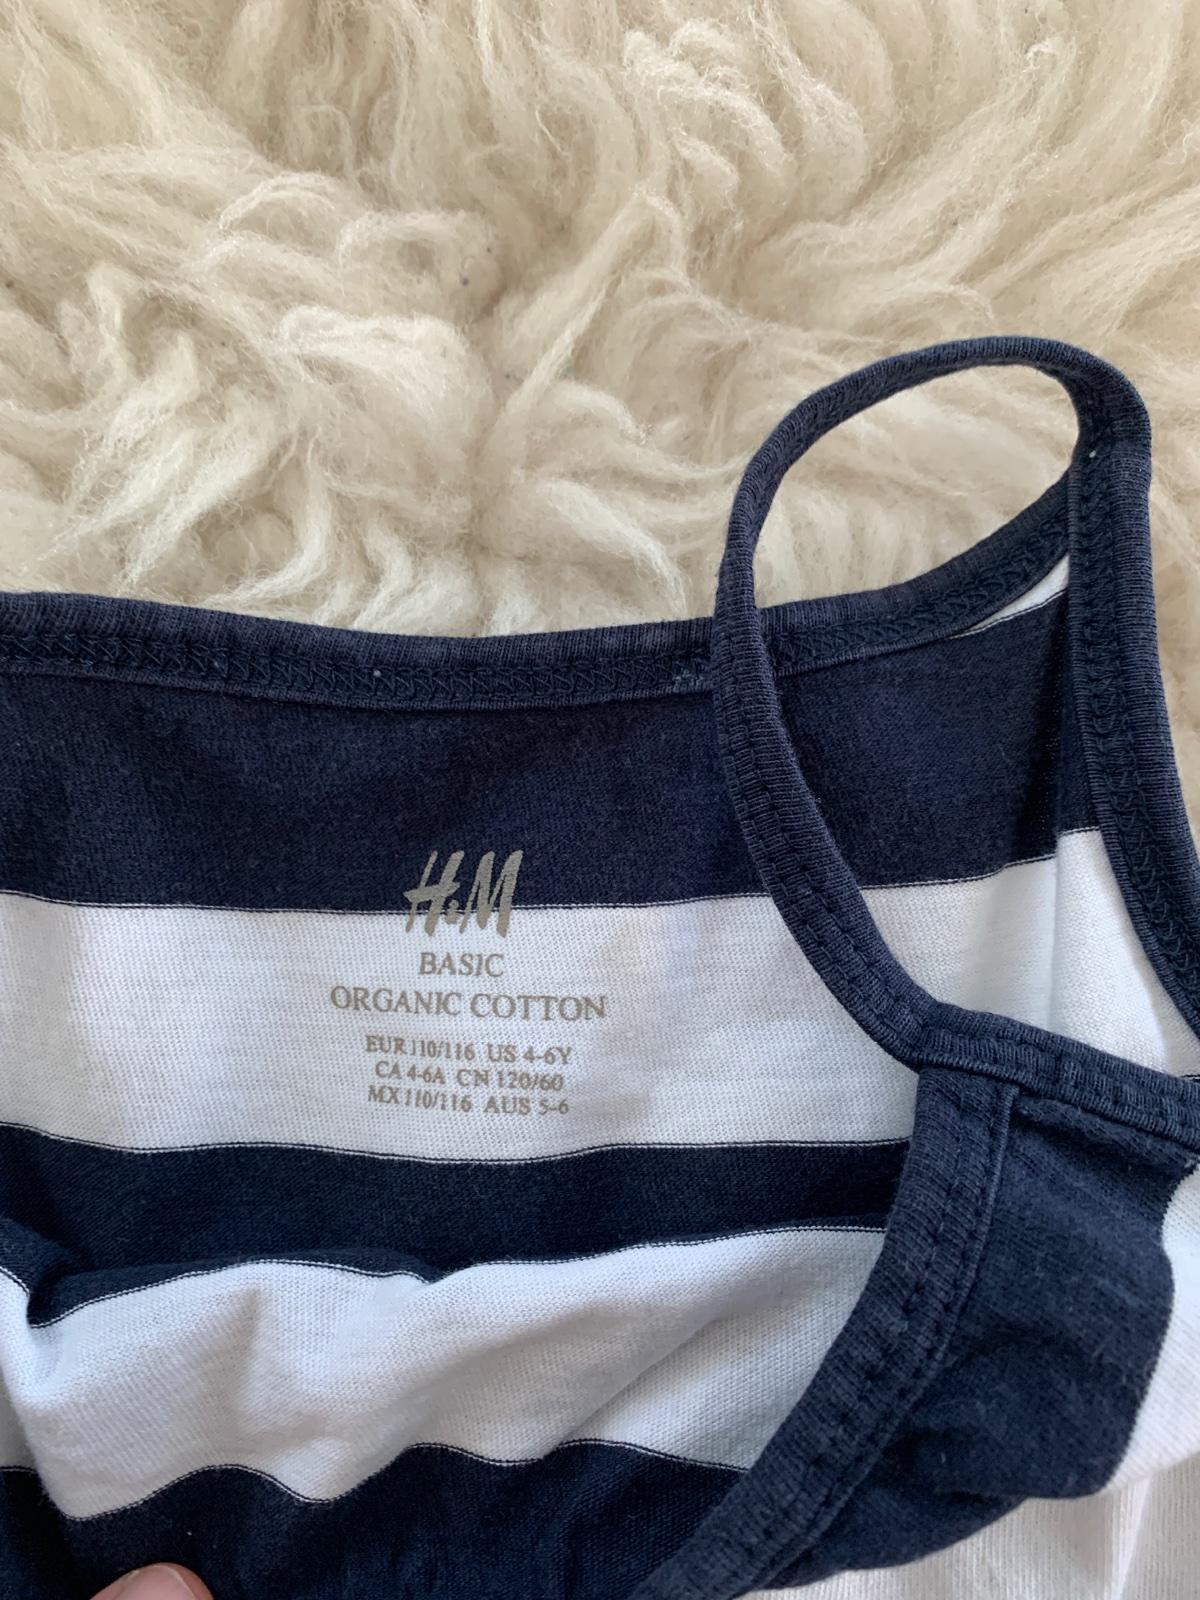 H&M
BASIC
ORGANIC COTTON
EUR 110/116 US 4-6Y
CA 4-6A CN 120/60
MX 110/116 AUS 5-6